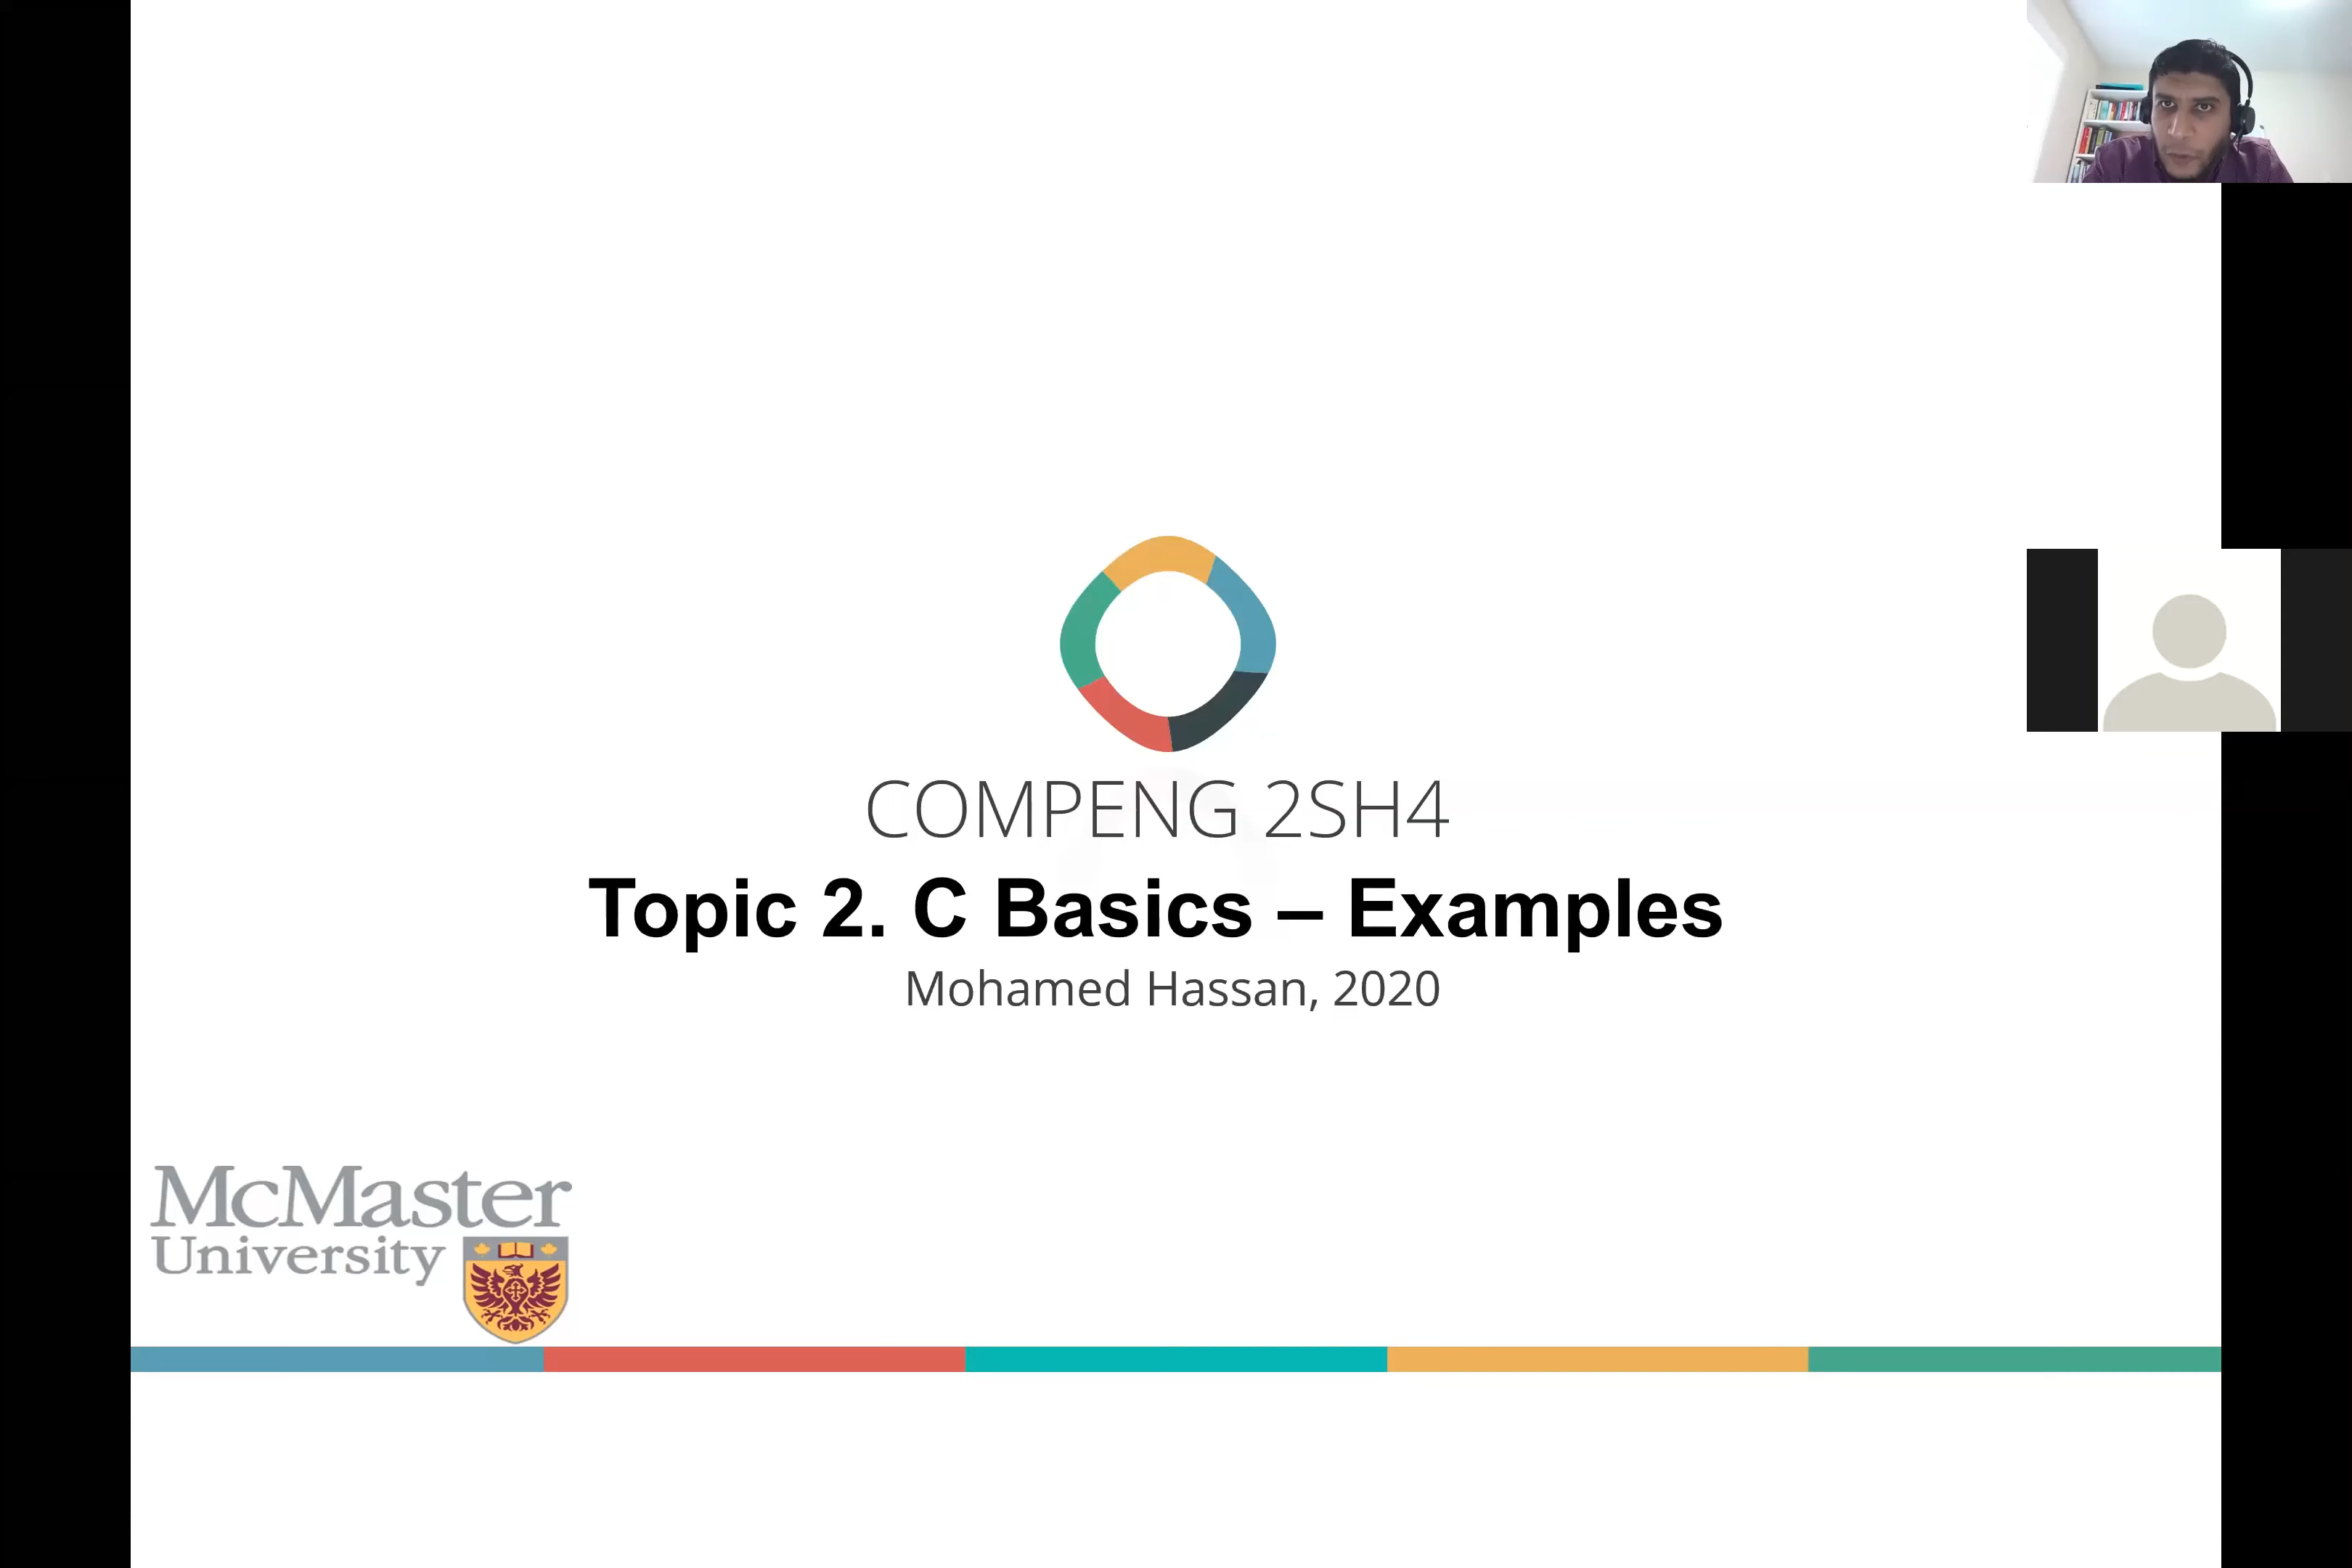 COMPENG 2SH4
Topic 2. C Basics – Examples
Mohamed Hassan, 2020
McMaster
University